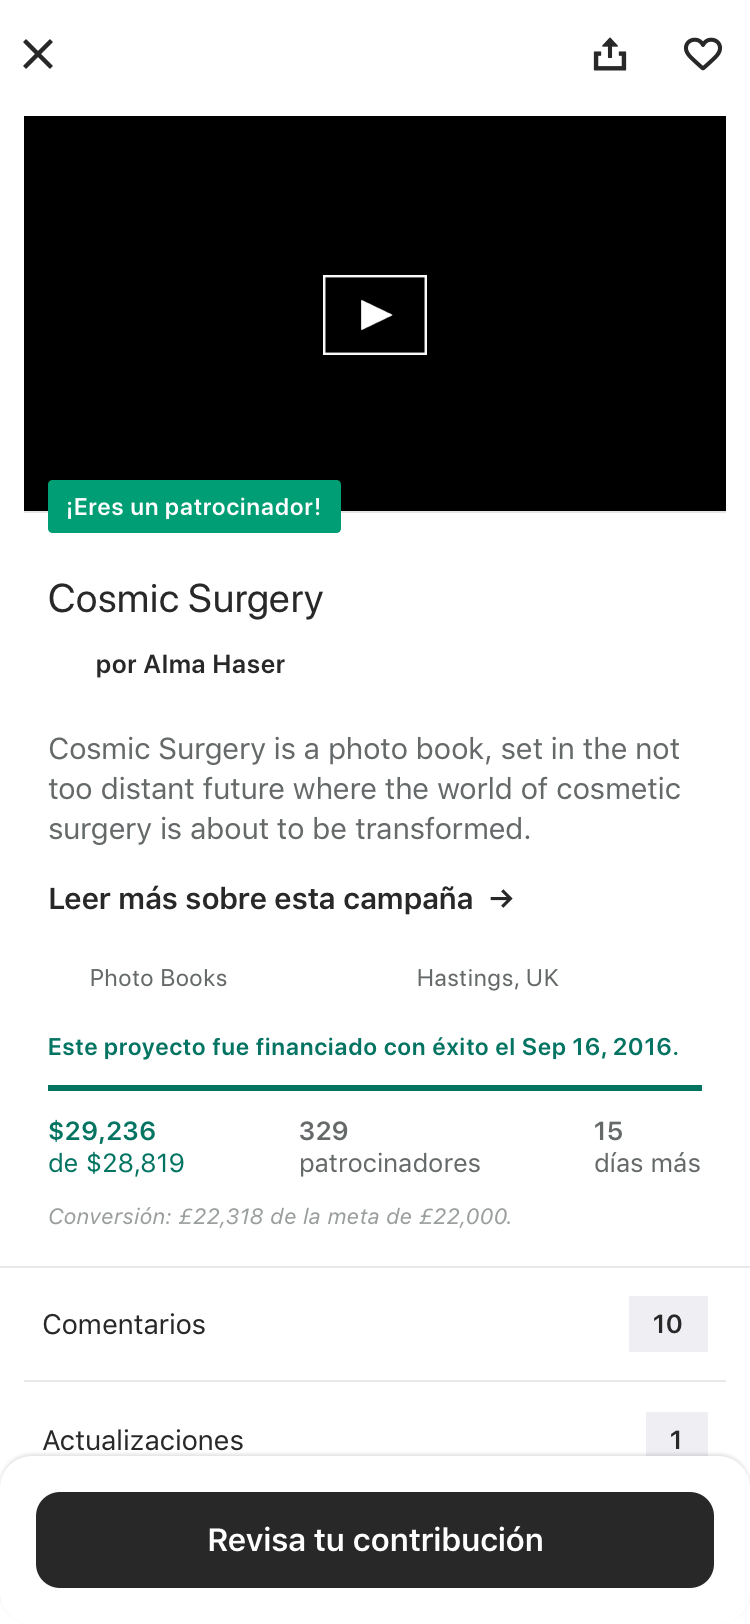 ¡Eres un patrocinador!
Cosmic Surgery
por Alma Haser
Cosmic Surgery is a photo book, set in the not
too distant future where the world of cosmetic
surgery is about to be transformed.
Leer más sobre esta campaña →
Photo Books
Hastings, UK
Este proyecto fue financiado con éxito el Sep 16, 2016.
$29,236
de $28,819
329
patrocinadores
15
días más
Conversión: £22,318 de la meta de £22,000.
Comentarios
10
Actualizaciones
1
Revisa tu contribución